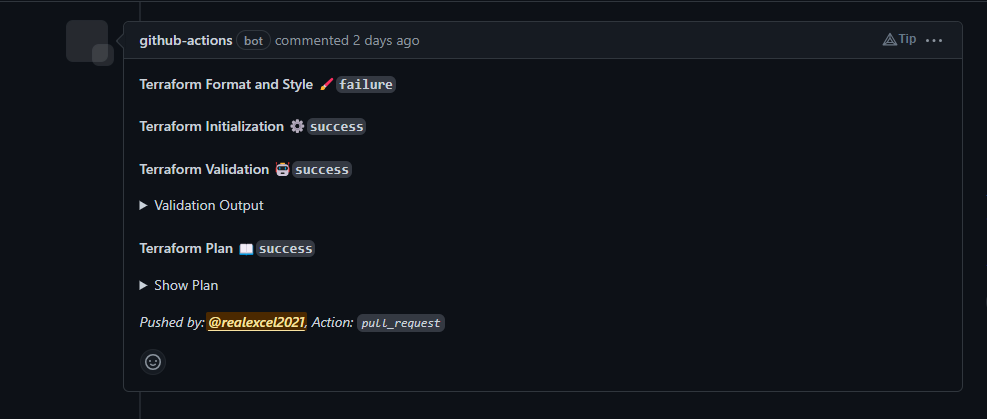 github-actions bot commented 2 days ago Tip
Terraform Format and Style failure
Terraform Initialization success
Terraform Validation success
Validation Output
Terraform Plan success
Show Plan
Pushed by: @realexcel2021, Action: pull_request